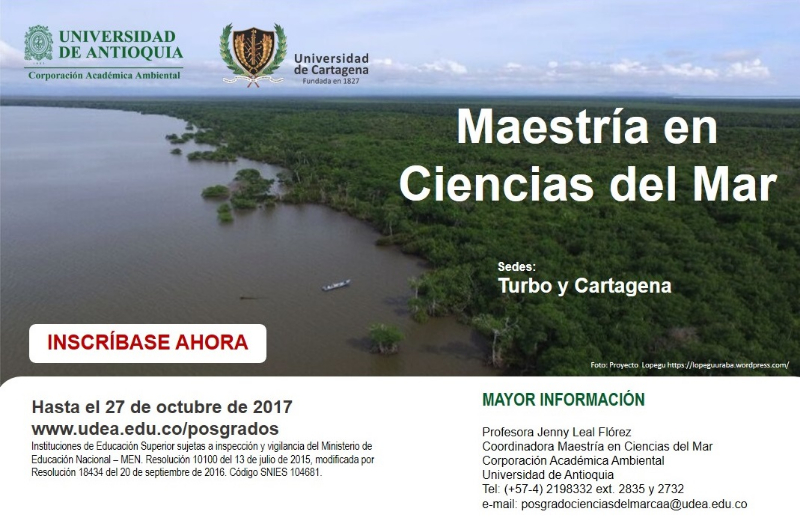 UNIVERSIDAD
DE ANTIOQUIA
Corporación Académica Ambiental
Universidad
de Cartagena
Fundada en 1827
Maestría en
Ciencias del Mar
Sedes:
Turbo y Cartagena
INSCRÍBASE AHORA
Foto: Proyecto Lopegu https://lopeguuraba.wordpress.com/
Hasta el 27 de octubre de 2017
www.udea.edu.co/posgrados
Instituciones de Educación Superior sujetas a inspección y vigilancia del Ministerio de
Educación Nacional – MEN. Resolución 10100 del 13 de julio de 2015, modificada por
Resolución 18434 del 20 de septiembre de 2016. Código SNIES 104681.
MAYOR INFORMACIÓN
Profesora Jenny Leal Flórez
Coordinadora Maestría en Ciencias del Mar
Corporación Académica Ambiental
Universidad de Antioquia
Tel: (+57-4) 2198332 ext. 2835 y 2732
e-mail: posgradocienciasdelmarcaa@udea.edu.co